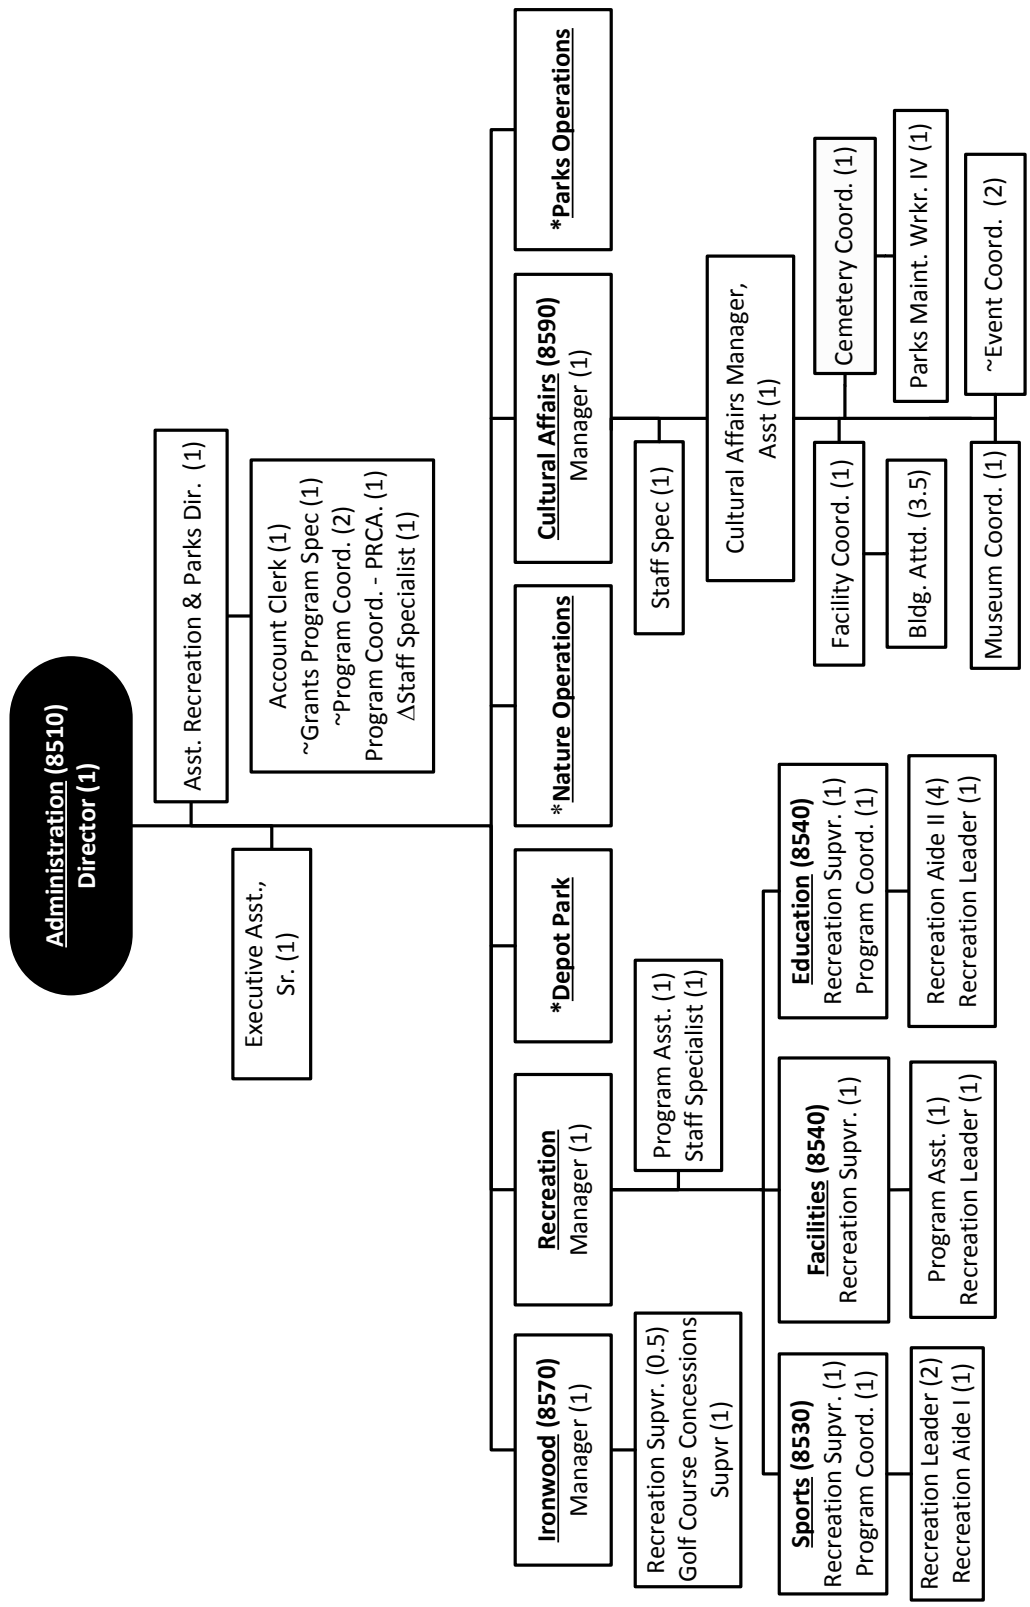 Administration (8510)
Director (1)
Asst. Recreation & Parks Dir. (1)
Executive Asst.,
Sr. (1)
Account Clerk (1)
~Grants Program Spec (1)
~Program Coord. (2)
Program Coord. - PRCA. (1)
∆Staff Specialist (1)
Ironwood (8570)
Manager (1)
Recreation Supvr. (0.5)
Golf Course Concessions
Supvr (1)
Recreation
Manager (1)
Program Asst. (1)
Staff Specialist (1)
Sports (8530)
Recreation Supvr. (1)
Program Coord. (1)
Recreation Leader (2)
Recreation Aide I (1)
Facilities (8540)
Recreation Supvr. (1)
Program Asst. (1)
Recreation Leader (1)
Education (8540)
Recreation Supvr. (1)
Program Coord. (1)
Recreation Aide II (4)
Recreation Leader (1)
*Depot Park
*Nature Operations
Cultural Affairs (8590)
Manager (1)
Staff Spec (1)
Cultural Affairs Manager,
Asst (1)
Facility Coord. (1)
Bldg. Attd. (3.5)
Cemetery Coord. (1)
Parks Maint. Wrkr. IV (1)
Museum Coord. (1)
~Event Coord. (2)
*Parks Operations